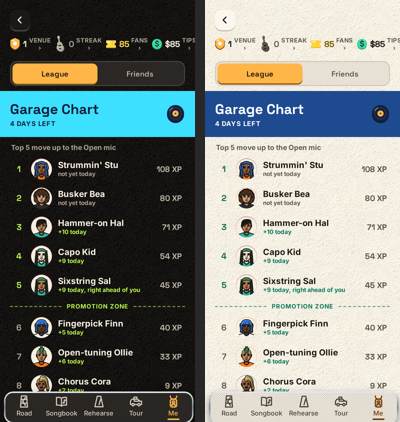 1 VENUE › 0 STREAK › 85 FANS › $85 TIPS ›
League Friends
Garage Chart
4 DAYS LEFT
Top 5 move up to the Open mic
1 Strummin' Stu 108 XP
not yet today
2 Busker Bea 80 XP
not yet today
3 Hammer-on Hal 71 XP
+10 today
4 Capo Kid 54 XP
+9 today
5 Sixstring Sal 45 XP
+9 today, right ahead of you
PROMOTION ZONE
6 Fingerpick Finn 40 XP
+5 today
7 Open-tuning Ollie 33 XP
+6 today
8 Chorus Cora 9 XP
+2 today
Road Songbook Rehearse Tour Me
1 VENUE › 0 STREAK › 85 FANS › $85 TIPS
League Friends
Garage Chart
4 DAYS LEFT
Top 5 move up to the Open mic
1 Strummin' Stu 108 XP
not yet today
2 Busker Bea 80 XP
not yet today
3 Hammer-on Hal 71 XP
+10 today
4 Capo Kid 54 XP
+9 today
5 Sixstring Sal 45 XP
+9 today, right ahead of you
PROMOTION ZONE
6 Fingerpick Finn 40 XP
+5 today
7 Open-tuning Ollie 33 XP
+6 today
8 Chorus Cora 9 XP
+2 today
Road Songbook Rehearse Tour Me